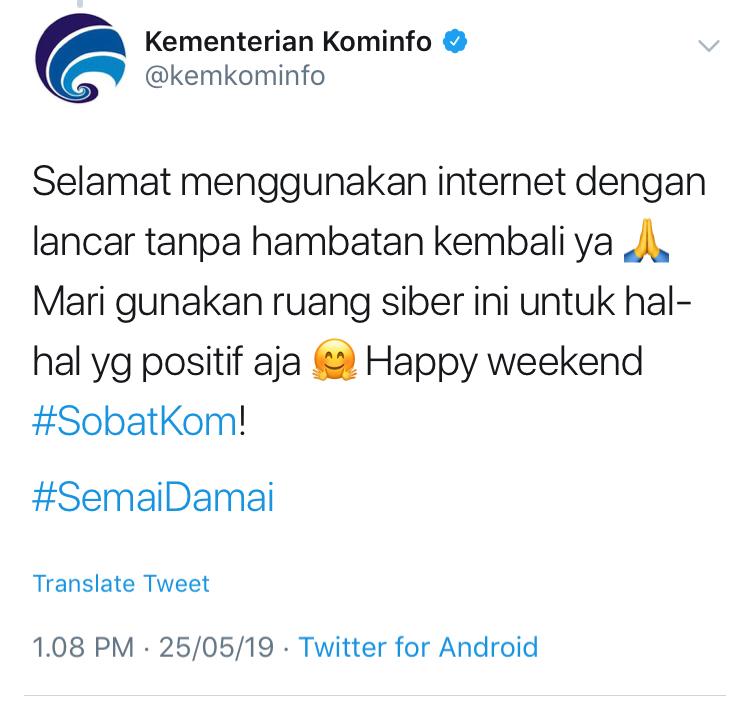 Kementerian Kominfo
@kemkominfo
Selamat menggunakan internet dengan
lancar tanpa hambatan kembali ya 🙏
Mari gunakan ruang siber ini untuk hal-
hal yg positif aja 🤗 Happy weekend
#SobatKom!
#SemaiDamai
Translate Tweet
1.08 PM · 25/05/19 · Twitter for Android